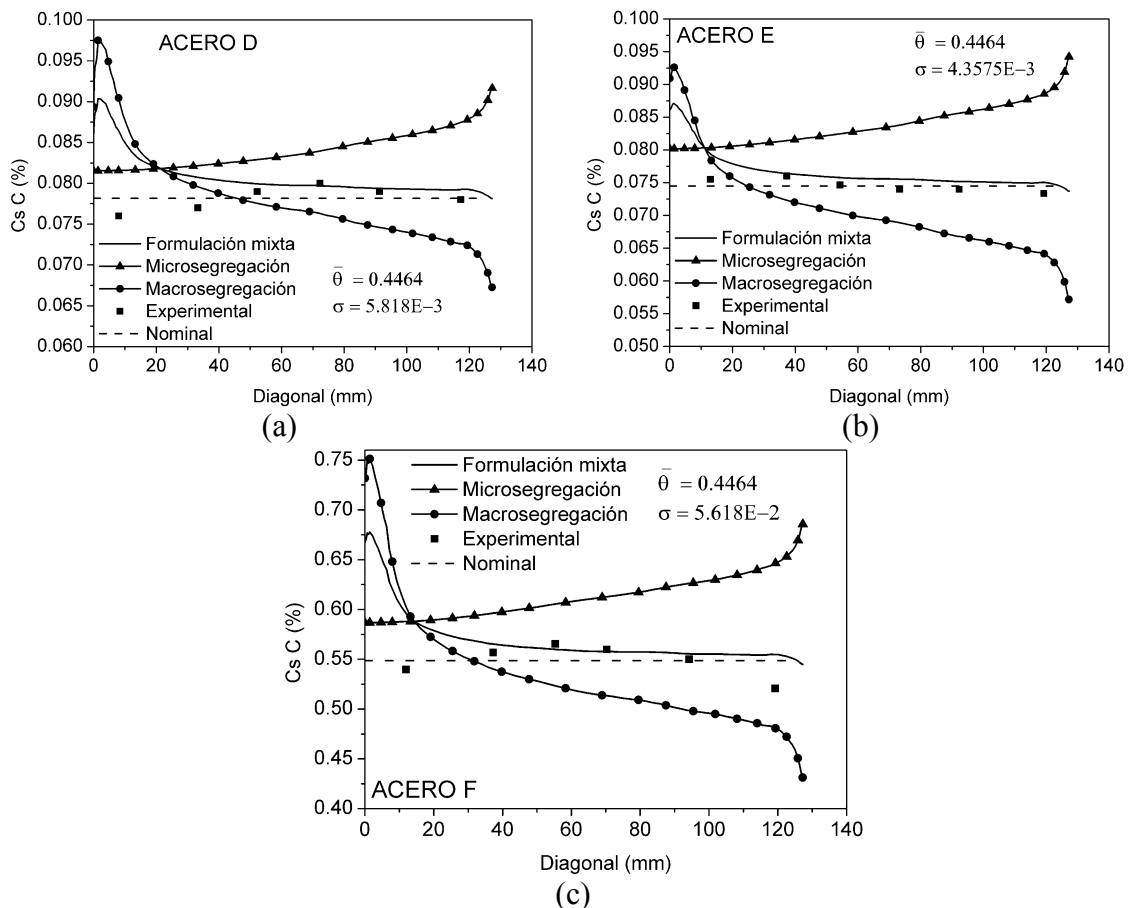 ACERO D
Cs C (%)
0.100
0.095
0.090
0.085
0.080
0.075
0.070
0.065
0.060
Formulación mixta
Microsegregación
Macrosegregación
Experimental
Nominal
θ̄ = 0.4464
σ = 5.818E−3
0 20 40 60 80 100 120 140
Diagonal (mm)
(a)
ACERO E
Cs C (%)
0.100
0.095
0.090
0.085
0.080
0.075
0.070
0.065
0.060
0.055
0.050
θ̄ = 0.4464
σ = 4.3575E−3
Formulación mixta
Microsegregación
Macrosegregación
Experimental
Nominal
0 20 40 60 80 100 120 140
Diagonal (mm)
(b)
Cs C (%)
0.75
0.70
0.65
0.60
0.55
0.50
0.45
0.40
Formulación mixta
Microsegregación
Macrosegregación
Experimental
Nominal
θ̄ = 0.4464
σ = 5.618E−2
ACERO F
0 20 40 60 80 100 120 140
Diagonal (mm)
(c)